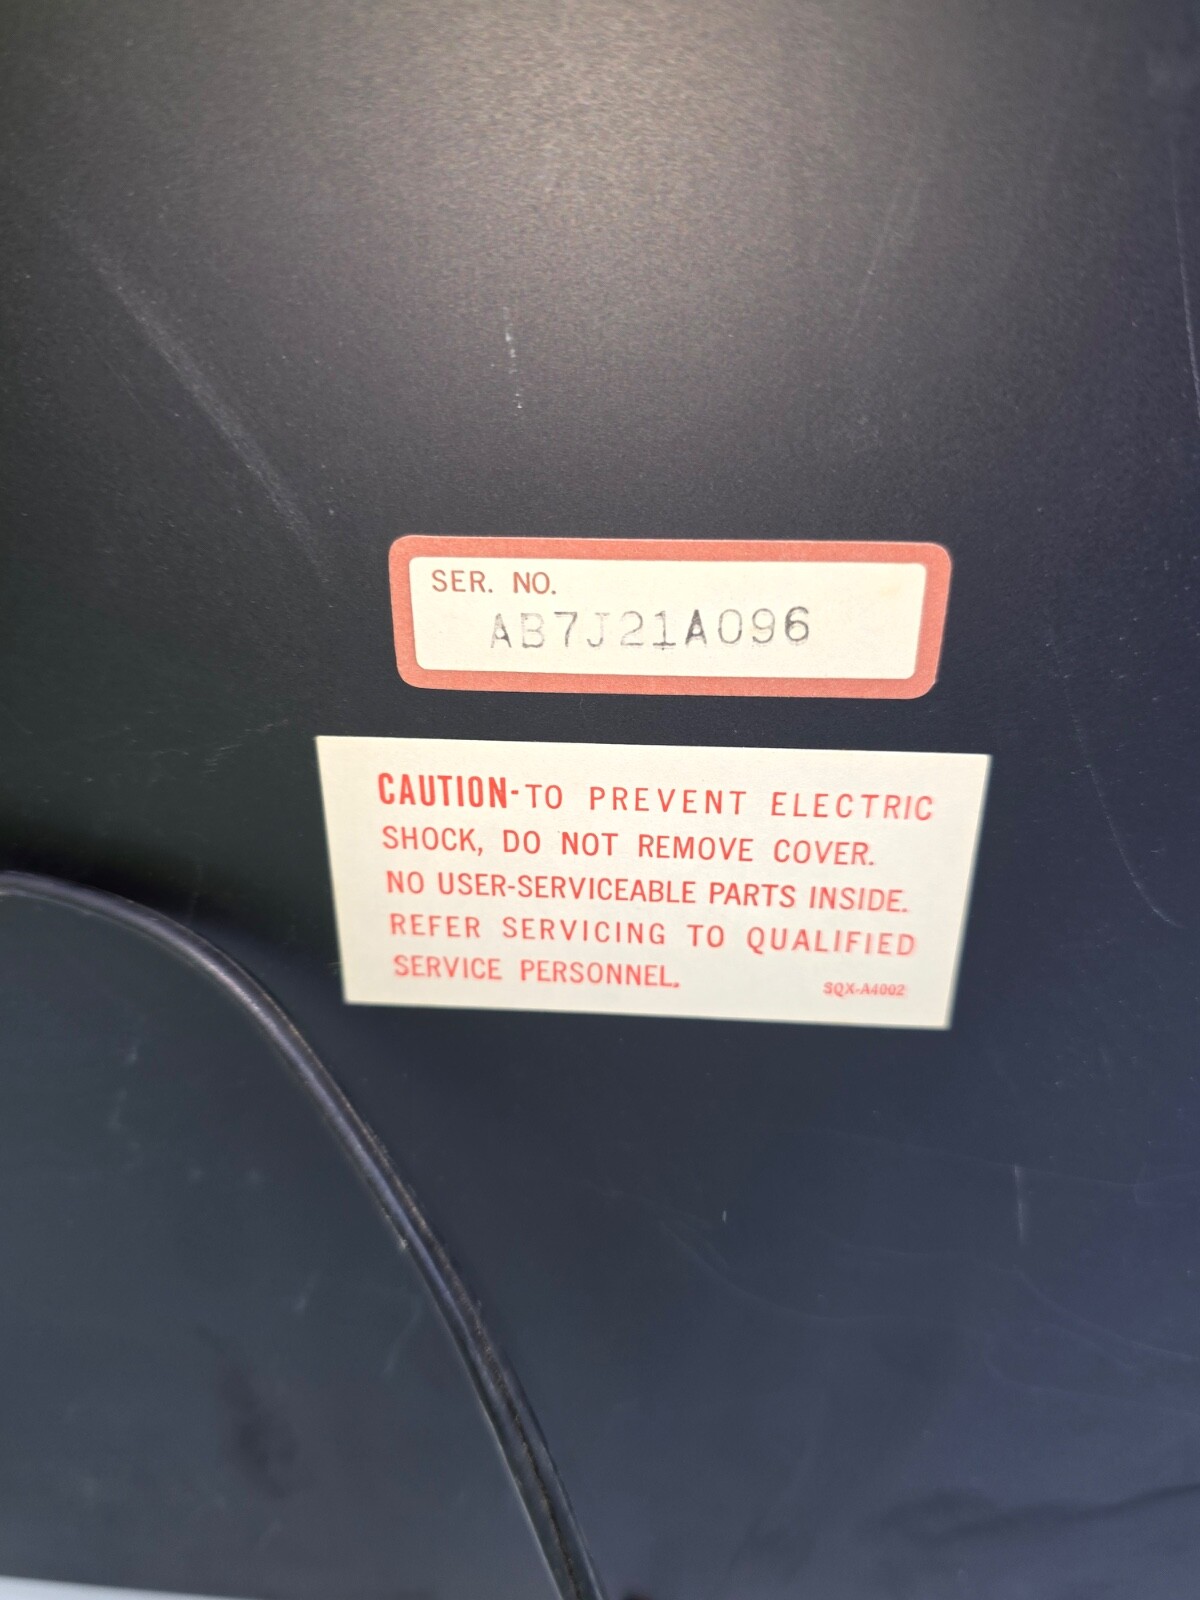 SER. NO.
AB7J21A096
CAUTION-TO PREVENT ELECTRIC
SHOCK, DO NOT REMOVE COVER.
NO USER-SERVICEABLE PARTS INSIDE.
REFER SERVICING TO QUALIFIED
SERVICE PERSONNEL.
SQX-A4002